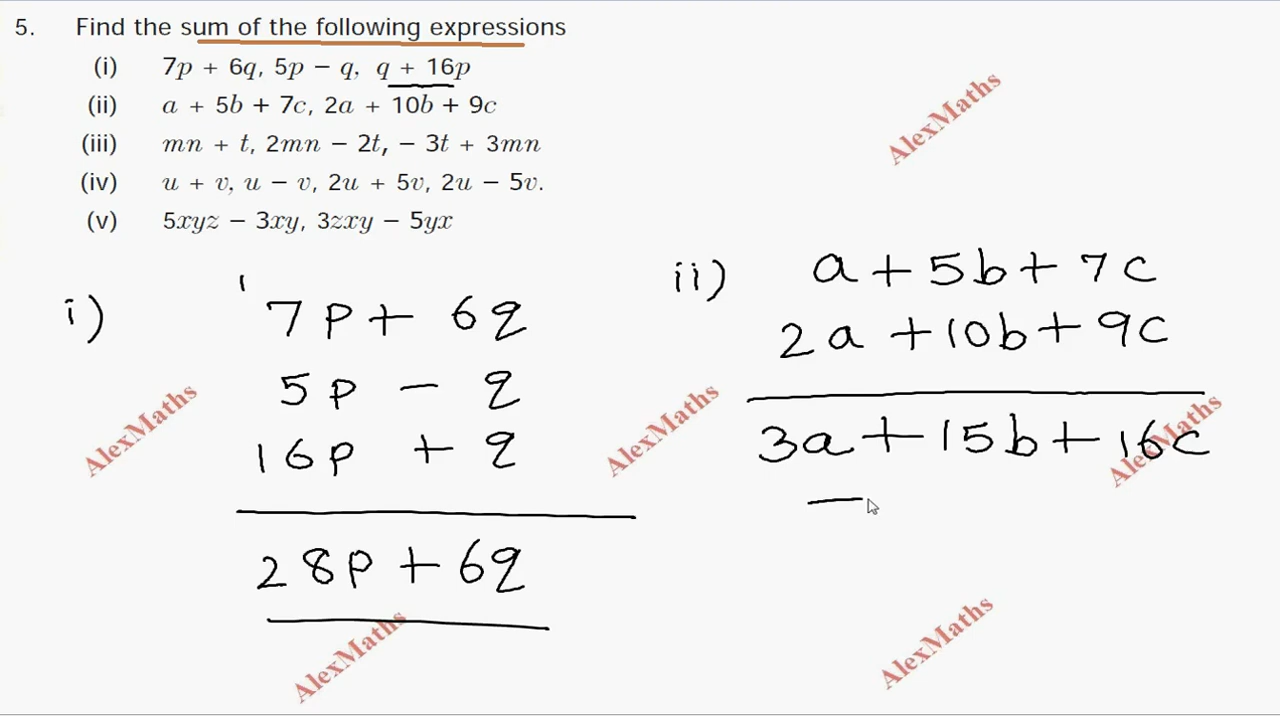 5. Find the sum of the following expressions
(i) 7p + 6q, 5p − q, q + 16p
(ii) a + 5b + 7c, 2a + 10b + 9c
(iii) mn + t, 2mn − 2t, − 3t + 3mn
(iv) u + v, u − v, 2u + 5v, 2u − 5v.
(v) 5xyz − 3xy, 3zxy − 5yx
AlexMaths
i) 7p + 6q
5p − q
16p + q
28p + 6q
ii) a + 5b + 7c
2a + 10b + 9c
3a + 15b + 16c
AlexMaths
AlexMaths
AlexMaths
AlexMaths
AlexMaths